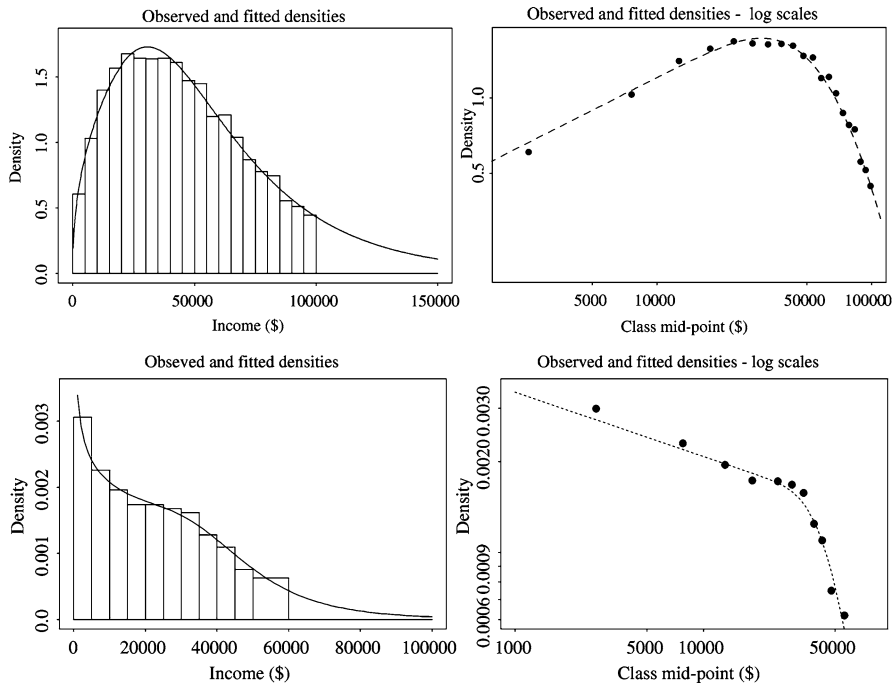 Observed and fitted densities
Density
0.0
0.5
1.0
1.5
0
50000
100000
150000
Income ($)
Observed and fitted densities - log scales
Density
0.5
1.0
5000
10000
50000
100000
Class mid-point ($)
Obseved and fitted densities
Density
0.0
0.001
0.002
0.003
0
20000
40000
60000
80000
100000
Income ($)
Observed and fitted densities - log scales
Density
0.0006
0.0009
0.0020
0.0030
1000
5000
10000
50000
Class mid-point ($)